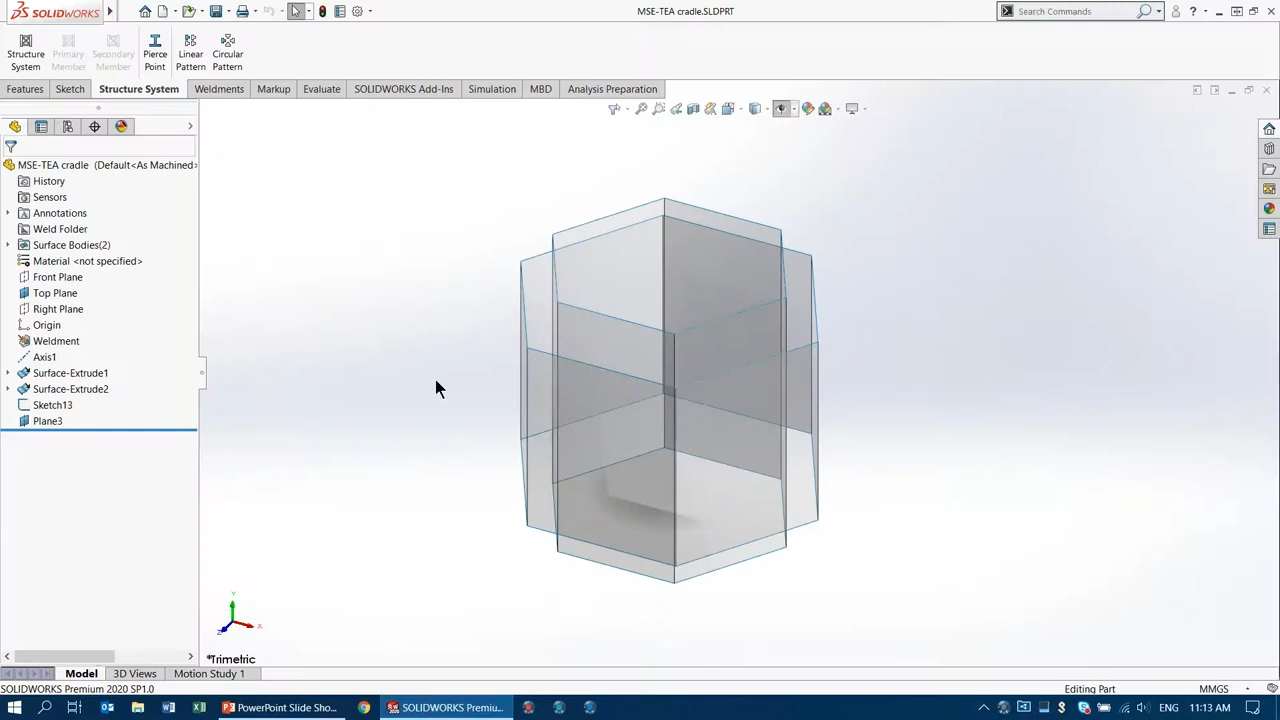 SOLIDWORKS
MSE-TEA cradle.SLDPRT
Search Commands
Structure System
Primary Member
Secondary Member
Pierce Point
Linear Pattern
Circular Pattern
Features
Sketch
Structure System
Weldments
Markup
Evaluate
SOLIDWORKS Add-Ins
Simulation
MBD
Analysis Preparation
MSE-TEA cradle (Default<As Machined>
History
Sensors
Annotations
Weld Folder
Surface Bodies(2)
Material <not specified>
Front Plane
Top Plane
Right Plane
Origin
Weldment
Axis1
Surface-Extrude1
Surface-Extrude2
Sketch13
Plane3
Y
X
Z
*Trimetric
Model
3D Views
Motion Study 1
SOLIDWORKS Premium 2020 SP1.0
Editing Part
MMGS
PowerPoint Slide Sho...
SOLIDWORKS Premiu...
ENG
11:13 AM